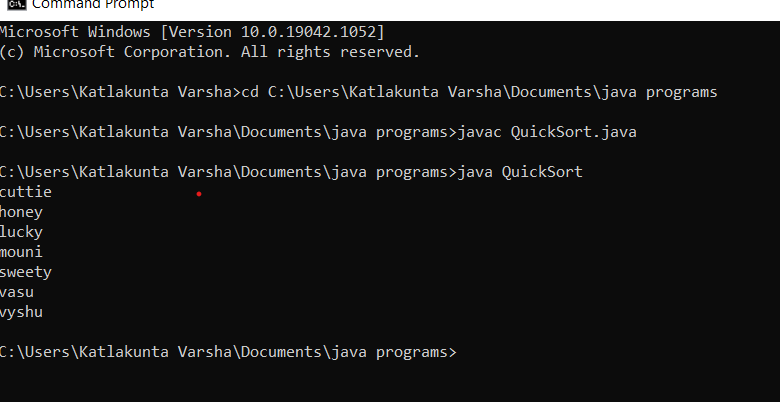 Command Prompt
Microsoft Windows [Version 10.0.19042.1052]
(c) Microsoft Corporation. All rights reserved.
C:\Users\Katlakunta Varsha>cd C:\Users\Katlakunta Varsha\Documents\java programs
C:\Users\Katlakunta Varsha\Documents\java programs>javac QuickSort.java
C:\Users\Katlakunta Varsha\Documents\java programs>java QuickSort
cuttie
honey
lucky
mouni
sweety
vasu
vyshu
C:\Users\Katlakunta Varsha\Documents\java programs>